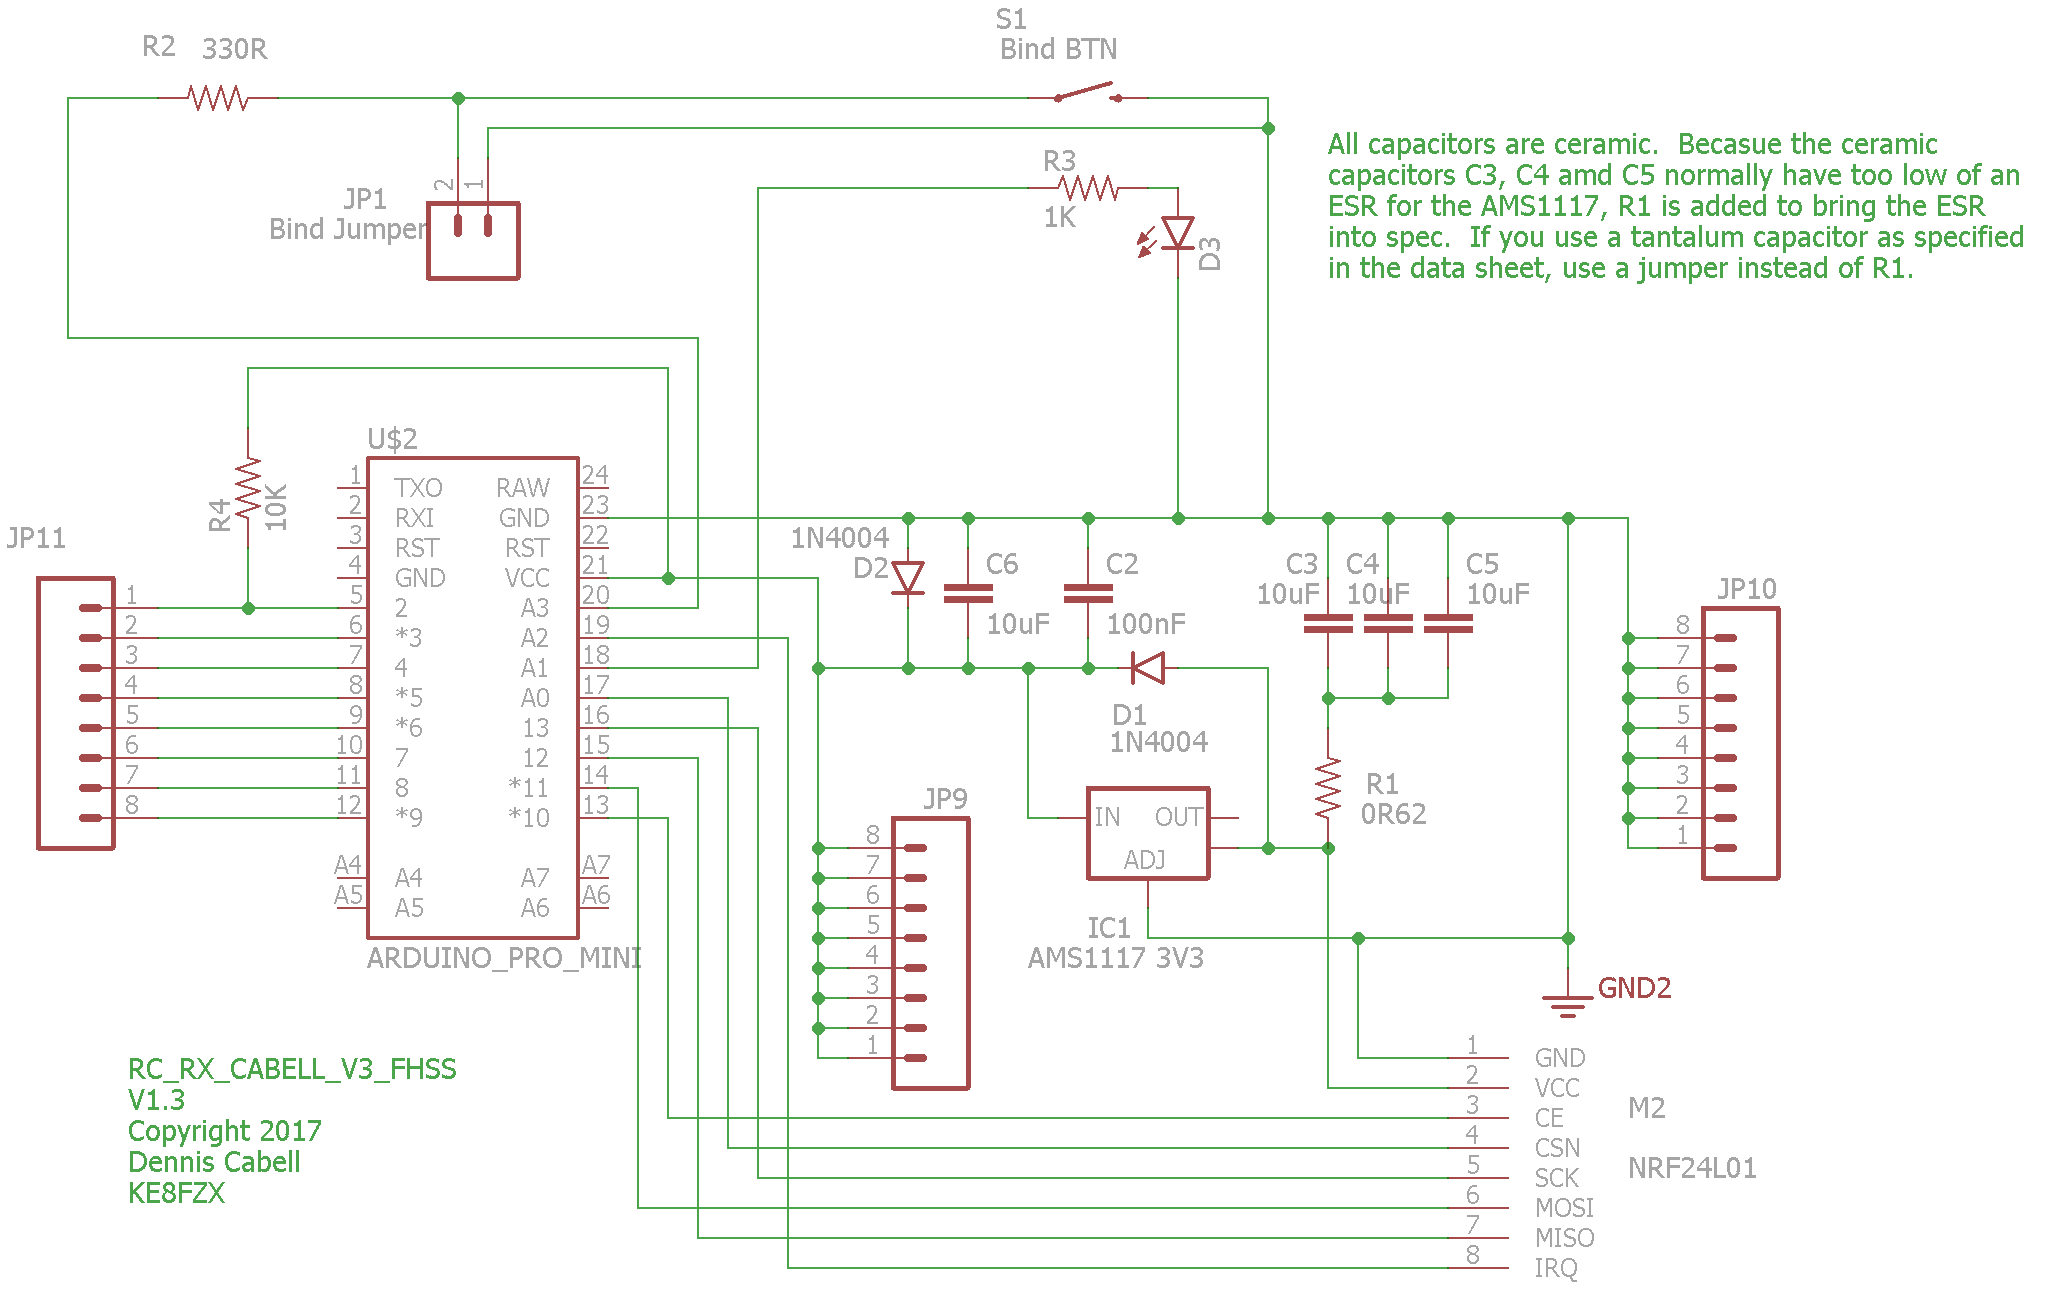 R2 330R
S1
Bind BTN
All capacitors are ceramic.  Becasue the ceramic
capacitors C3, C4 amd C5 normally have too low of an
ESR for the AMS1117, R1 is added to bring the ESR
into spec.  If you use a tantalum capacitor as specified
in the data sheet, use a jumper instead of R1.
R3
1K
D3
2
1
JP1
Bind Jumper
R4
10K
U$2
1 TXO
2 RXI
3 RST
4 GND
5 2
6 *3
7 4
8 *5
9 *6
10 7
11 8
12 *9
A4 A4
A5 A5
RAW 24
GND 23
RST 22
VCC 21
A3 20
A2 19
A1 18
A0 17
13 16
12 15
*11 14
*10 13
A7 A7
A6 A6
ARDUINO_PRO_MINI
JP11
1
2
3
4
5
6
7
8
1N4004
D2
C6
10uF
C2
100nF
C3
10uF
C4
10uF
C5
10uF
D1
1N4004
R1
0R62
JP10
8
7
6
5
4
3
2
1
JP9
8
7
6
5
4
3
2
1
IN OUT
ADJ
IC1
AMS1117 3V3
GND2
1 GND
2 VCC
3 CE
4 CSN
5 SCK
6 MOSI
7 MISO
8 IRQ
M2
NRF24L01
RC_RX_CABELL_V3_FHSS
V1.3
Copyright 2017
Dennis Cabell
KE8FZX